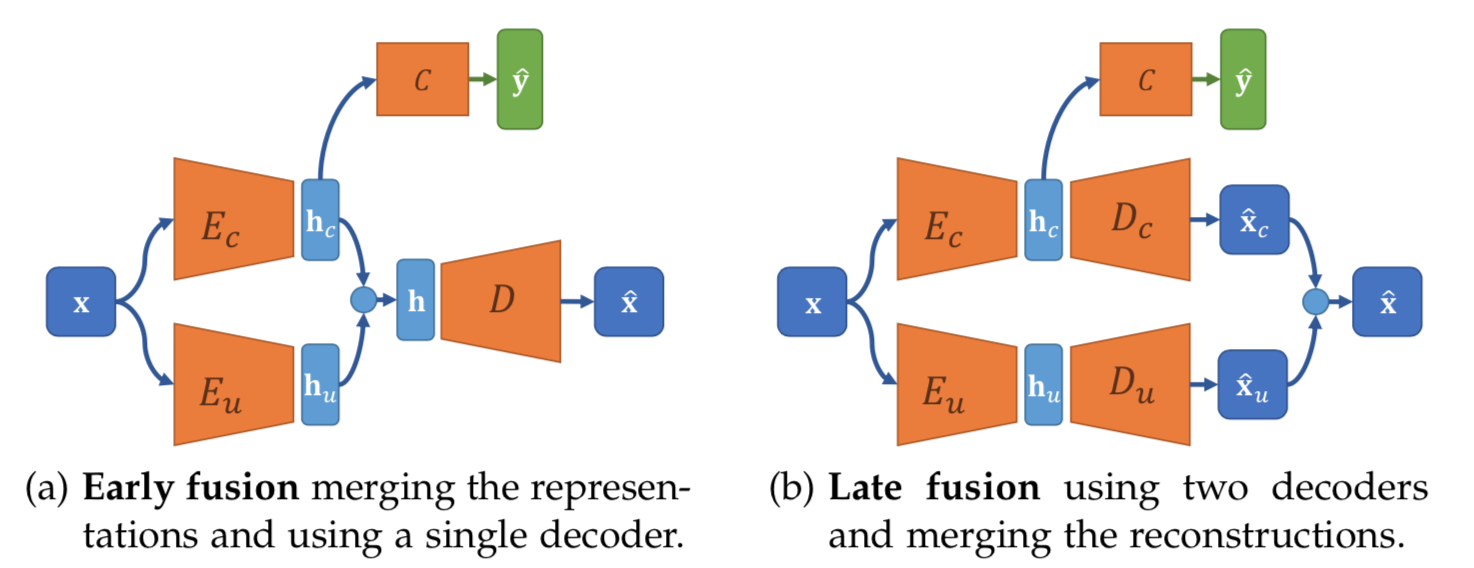 C
ŷ
E_c
h_c
x
h
D
x̂
E_u
h_u
(a) Early fusion merging the represen-
tations and using a single decoder.
C
ŷ
E_c
h_c
D_c
x̂_c
x
x̂
E_u
h_u
D_u
x̂_u
(b) Late fusion using two decoders
and merging the reconstructions.